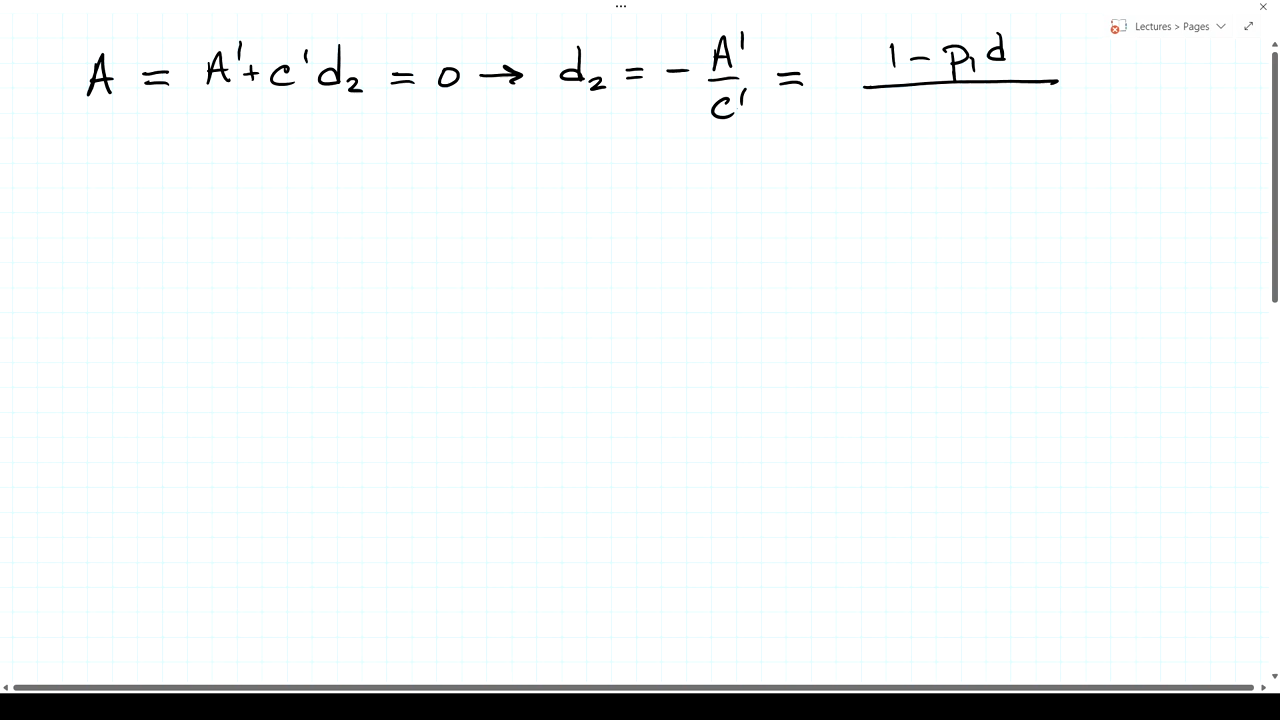 Lectures > Pages
A = A' + c' d₂ = 0 → d₂ = - A'/c' = 1 - p₁d